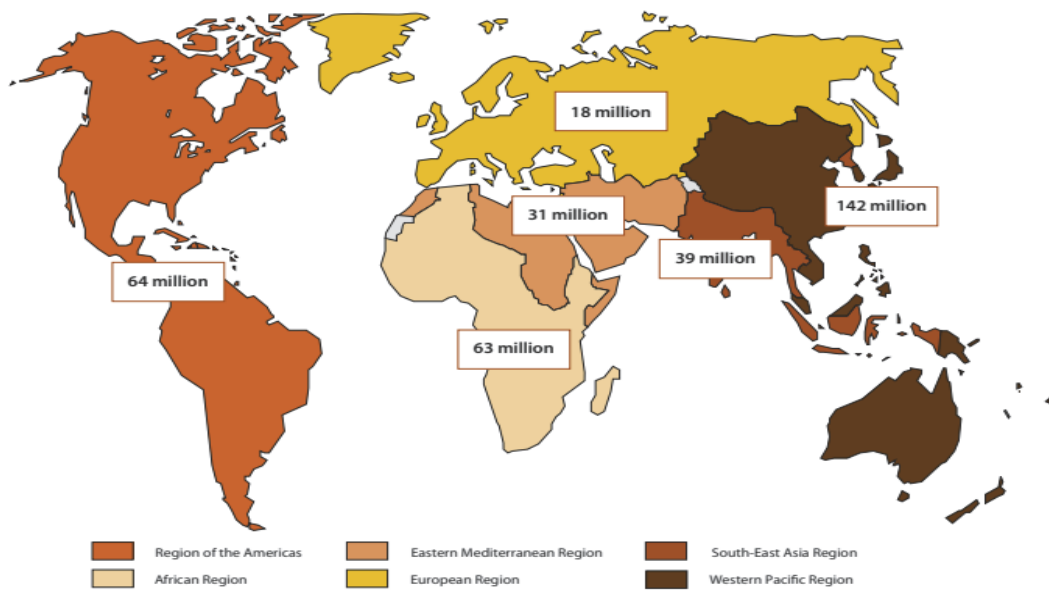 18 million
142 million
31 million
39 million
64 million
63 million
Region of the Americas
Eastern Mediterranean Region
South-East Asia Region
African Region
European Region
Western Pacific Region